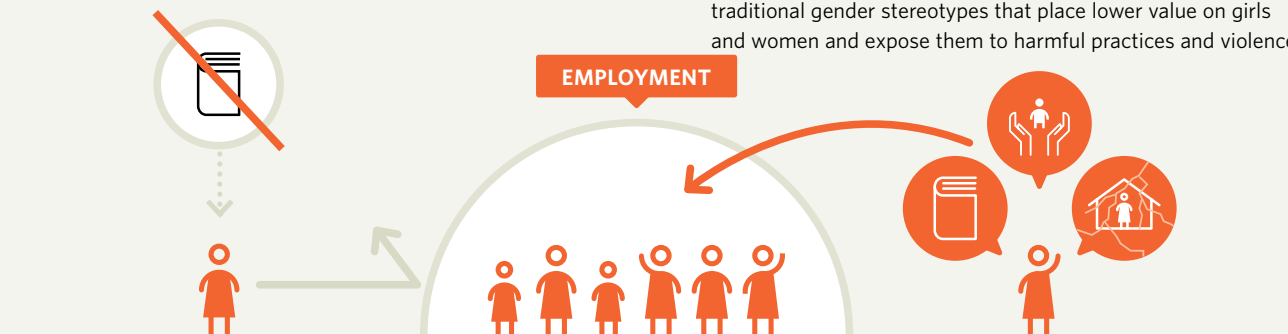 traditional gender stereotypes that place lower value on girls
and women and expose them to harmful practices and violence
EMPLOYMENT